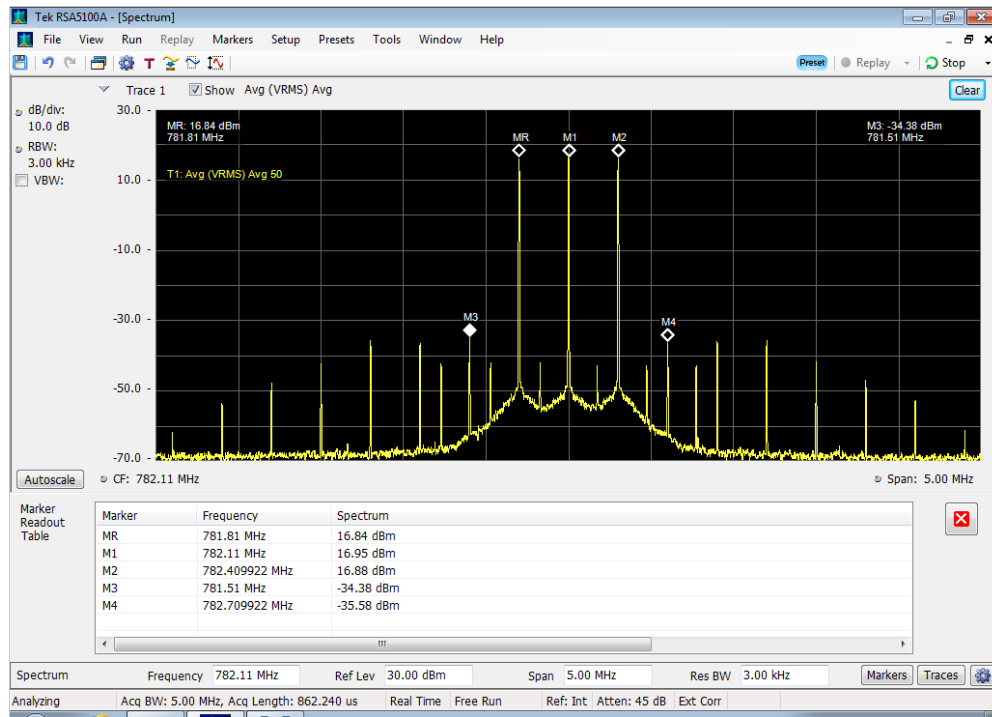 Tek RSA5100A - [Spectrum]
File View Run Replay Markers Setup Presets Tools Window Help
T Preset Replay Stop
Trace 1 Show Avg (VRMS) Avg Clear
dB/div:
10.0 dB
RBW:
3.00 kHz
VBW:
30.0
10.0
-10.0
-30.0
-50.0
-70.0
MR: 16.84 dBm
781.81 MHz
M3: -34.38 dBm
781.51 MHz
T1: Avg (VRMS) Avg 50
MR M1 M2
M3 M4
Autoscale CF: 782.11 MHz Span: 5.00 MHz
Marker
Readout
Table
Marker Frequency Spectrum
MR 781.81 MHz 16.84 dBm
M1 782.11 MHz 16.95 dBm
M2 782.409922 MHz 16.88 dBm
M3 781.51 MHz -34.38 dBm
M4 782.709922 MHz -35.58 dBm
Spectrum Frequency 782.11 MHz Ref Lev 30.00 dBm Span 5.00 MHz Res BW 3.00 kHz Markers Traces
Analyzing Acq BW: 5.00 MHz, Acq Length: 862.240 us Real Time Free Run Ref: Int Atten: 45 dB Ext Corr